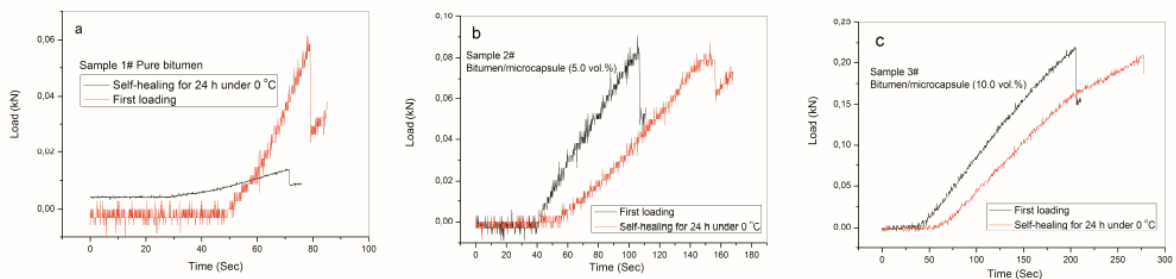 a
Sample 1# Pure bitumen
Self-healing for 24 h under 0 °C
First loading
Load (kN)
0,06
0,04
0,02
0,00
0 20 40 60 80 100
Time (Sec)
b
Sample 2#
Bitumen/microcapsule (5.0 vol.%)
First loading
Self-healing for 24 h under 0 °C
Load (kN)
0,10
0,08
0,06
0,04
0,02
0,00
0 20 40 60 80 100 120 140 160 180
Time (Sec)
c
Sample 3#
Bitumen/microcapsule (10.0 vol.%)
First loading
Self-healing for 24 h under 0 °C
Load (kN)
0,25
0,20
0,15
0,10
0,05
0,00
0 50 100 150 200 250 300
Time (Sec)